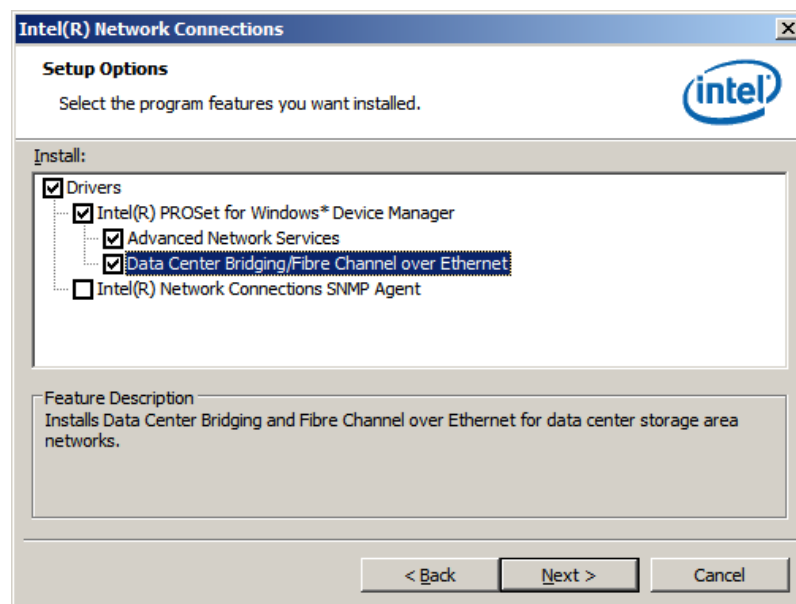 Intel(R) Network Connections
Setup Options
Select the program features you want installed.
intel
Install:
Drivers
Intel(R) PROSet for Windows* Device Manager
Advanced Network Services
Data Center Bridging/Fibre Channel over Ethernet
Intel(R) Network Connections SNMP Agent
Feature Description
Installs Data Center Bridging and Fibre Channel over Ethernet for data center storage area
networks.
< Back
Next >
Cancel